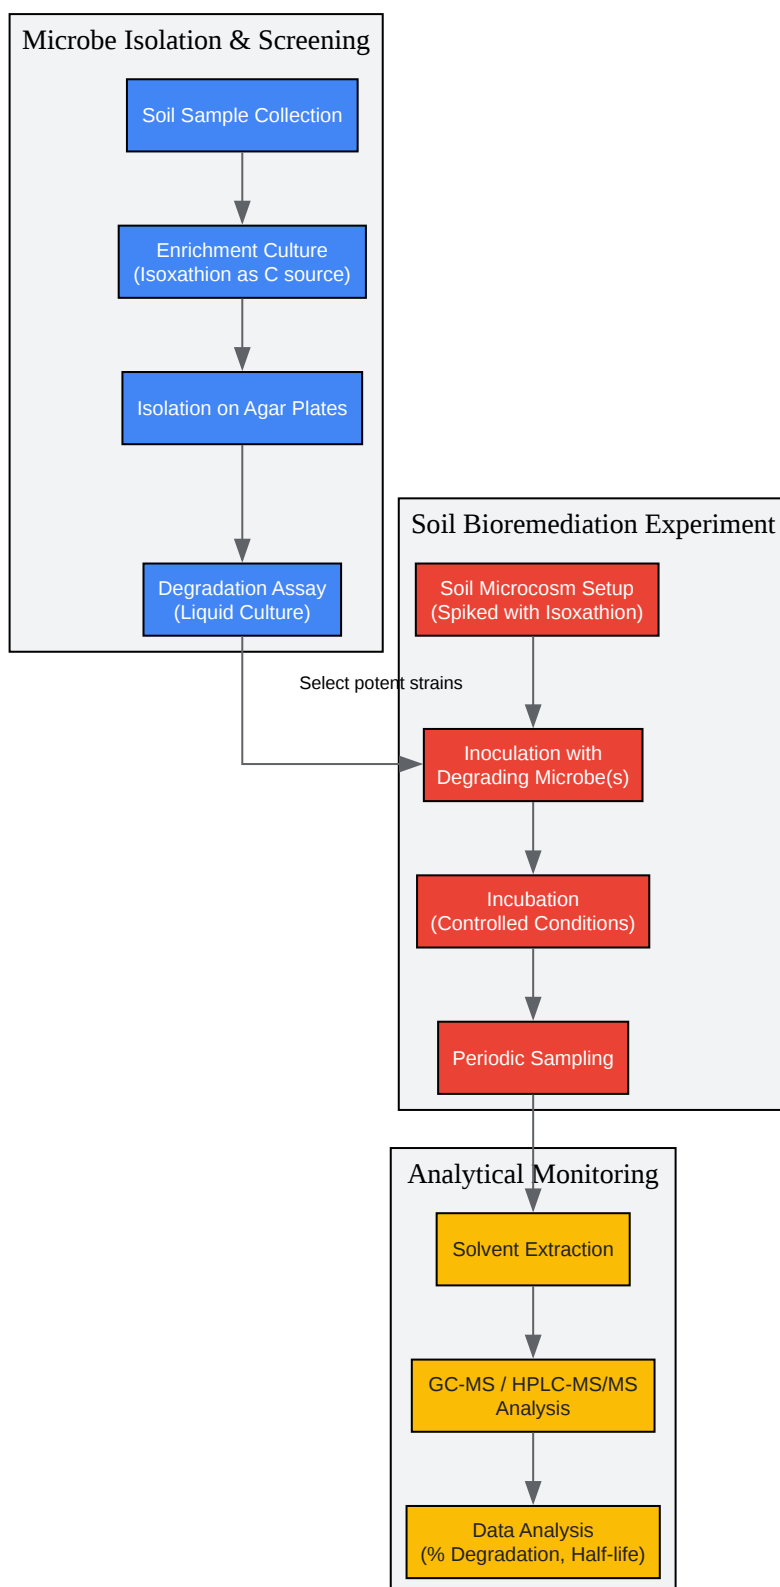 Microbe Isolation & Screening
Soil Sample Collection
Enrichment Culture
(Isoxathion as C source)
Isolation on Agar Plates
Degradation Assay
(Liquid Culture)
Select potent strains
Soil Bioremediation Experiment
Soil Microcosm Setup
(Spiked with Isoxathion)
Inoculation with
Degrading Microbe(s)
Incubation
(Controlled Conditions)
Periodic Sampling
Analytical Monitoring
Solvent Extraction
GC-MS / HPLC-MS/MS
Analysis
Data Analysis
(% Degradation, Half-life)